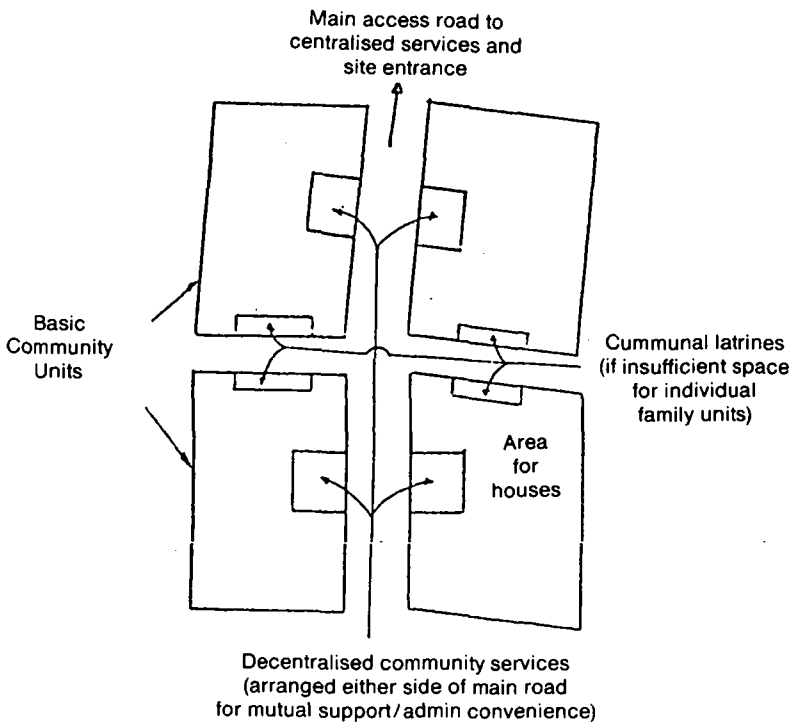 Main access road to
centralised services and
site entrance
Basic
Community
Units
Cummunal latrines
(if insufficient space
for individual
family units)
Area
for
houses
Decentralised community services
(arranged either side of main road
for mutual support/admin convenience)